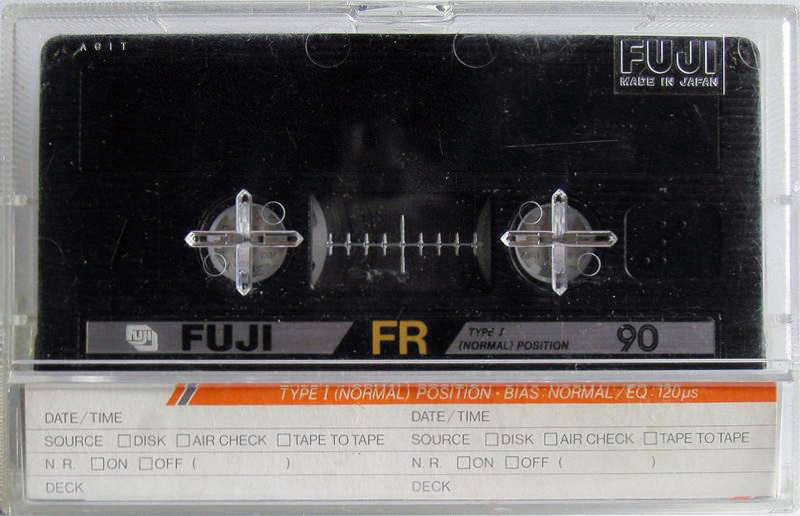 A0IT
FUJI
MADE IN JAPAN
FUJI FUJI FR TYPE I 90
(NORMAL) POSITION
TYPE I (NORMAL) POSITION · BIAS : NORMAL / EQ : 120µs
DATE/TIME DATE/TIME
SOURCE □DISK □AIR CHECK □TAPE TO TAPE SOURCE □DISK □AIR CHECK □TAPE TO TAPE
N. R. □ON □OFF ( ) N. R. □ON □OFF ( )
DECK DECK